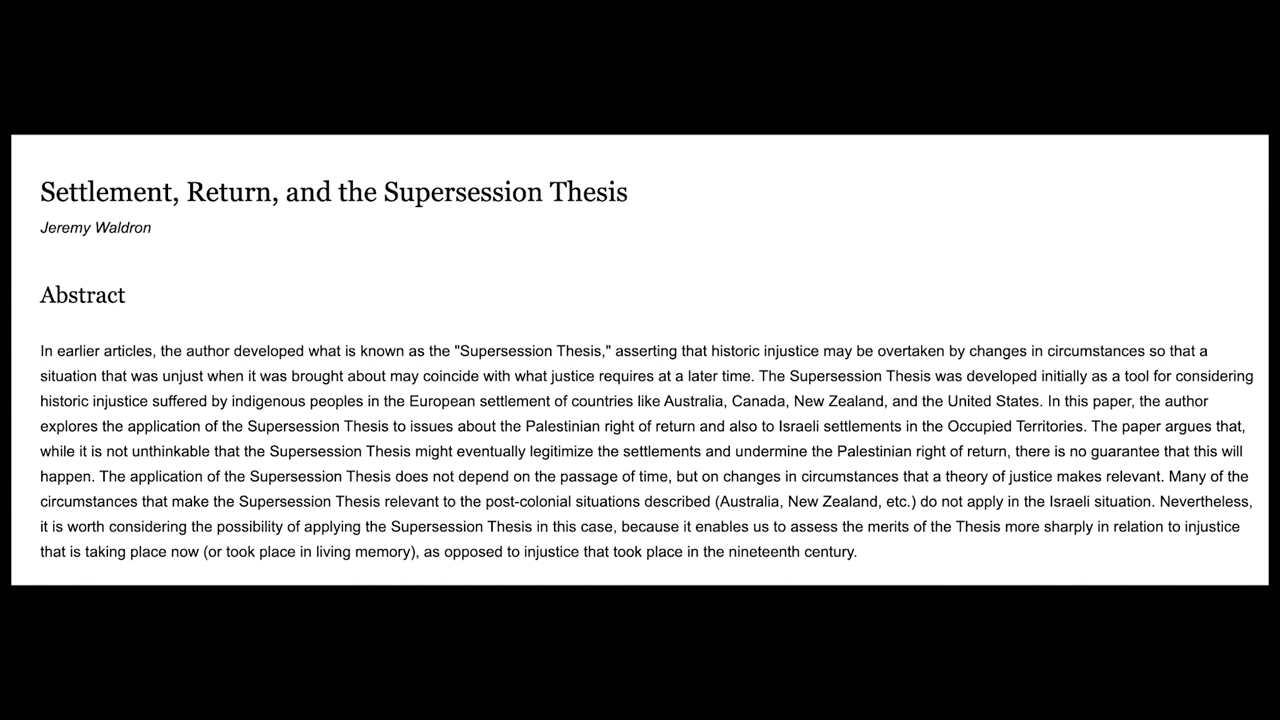 Settlement, Return, and the Supersession Thesis
Jeremy Waldron
Abstract
In earlier articles, the author developed what is known as the "Supersession Thesis," asserting that historic injustice may be overtaken by changes in circumstances so that a
situation that was unjust when it was brought about may coincide with what justice requires at a later time. The Supersession Thesis was developed initially as a tool for considering
historic injustice suffered by indigenous peoples in the European settlement of countries like Australia, Canada, New Zealand, and the United States. In this paper, the author
explores the application of the Supersession Thesis to issues about the Palestinian right of return and also to Israeli settlements in the Occupied Territories. The paper argues that,
while it is not unthinkable that the Supersession Thesis might eventually legitimize the settlements and undermine the Palestinian right of return, there is no guarantee that this will
happen. The application of the Supersession Thesis does not depend on the passage of time, but on changes in circumstances that a theory of justice makes relevant. Many of the
circumstances that make the Supersession Thesis relevant to the post-colonial situations described (Australia, New Zealand, etc.) do not apply in the Israeli situation. Nevertheless,
it is worth considering the possibility of applying the Supersession Thesis in this case, because it enables us to assess the merits of the Thesis more sharply in relation to injustice
that is taking place now (or took place in living memory), as opposed to injustice that took place in the nineteenth century.